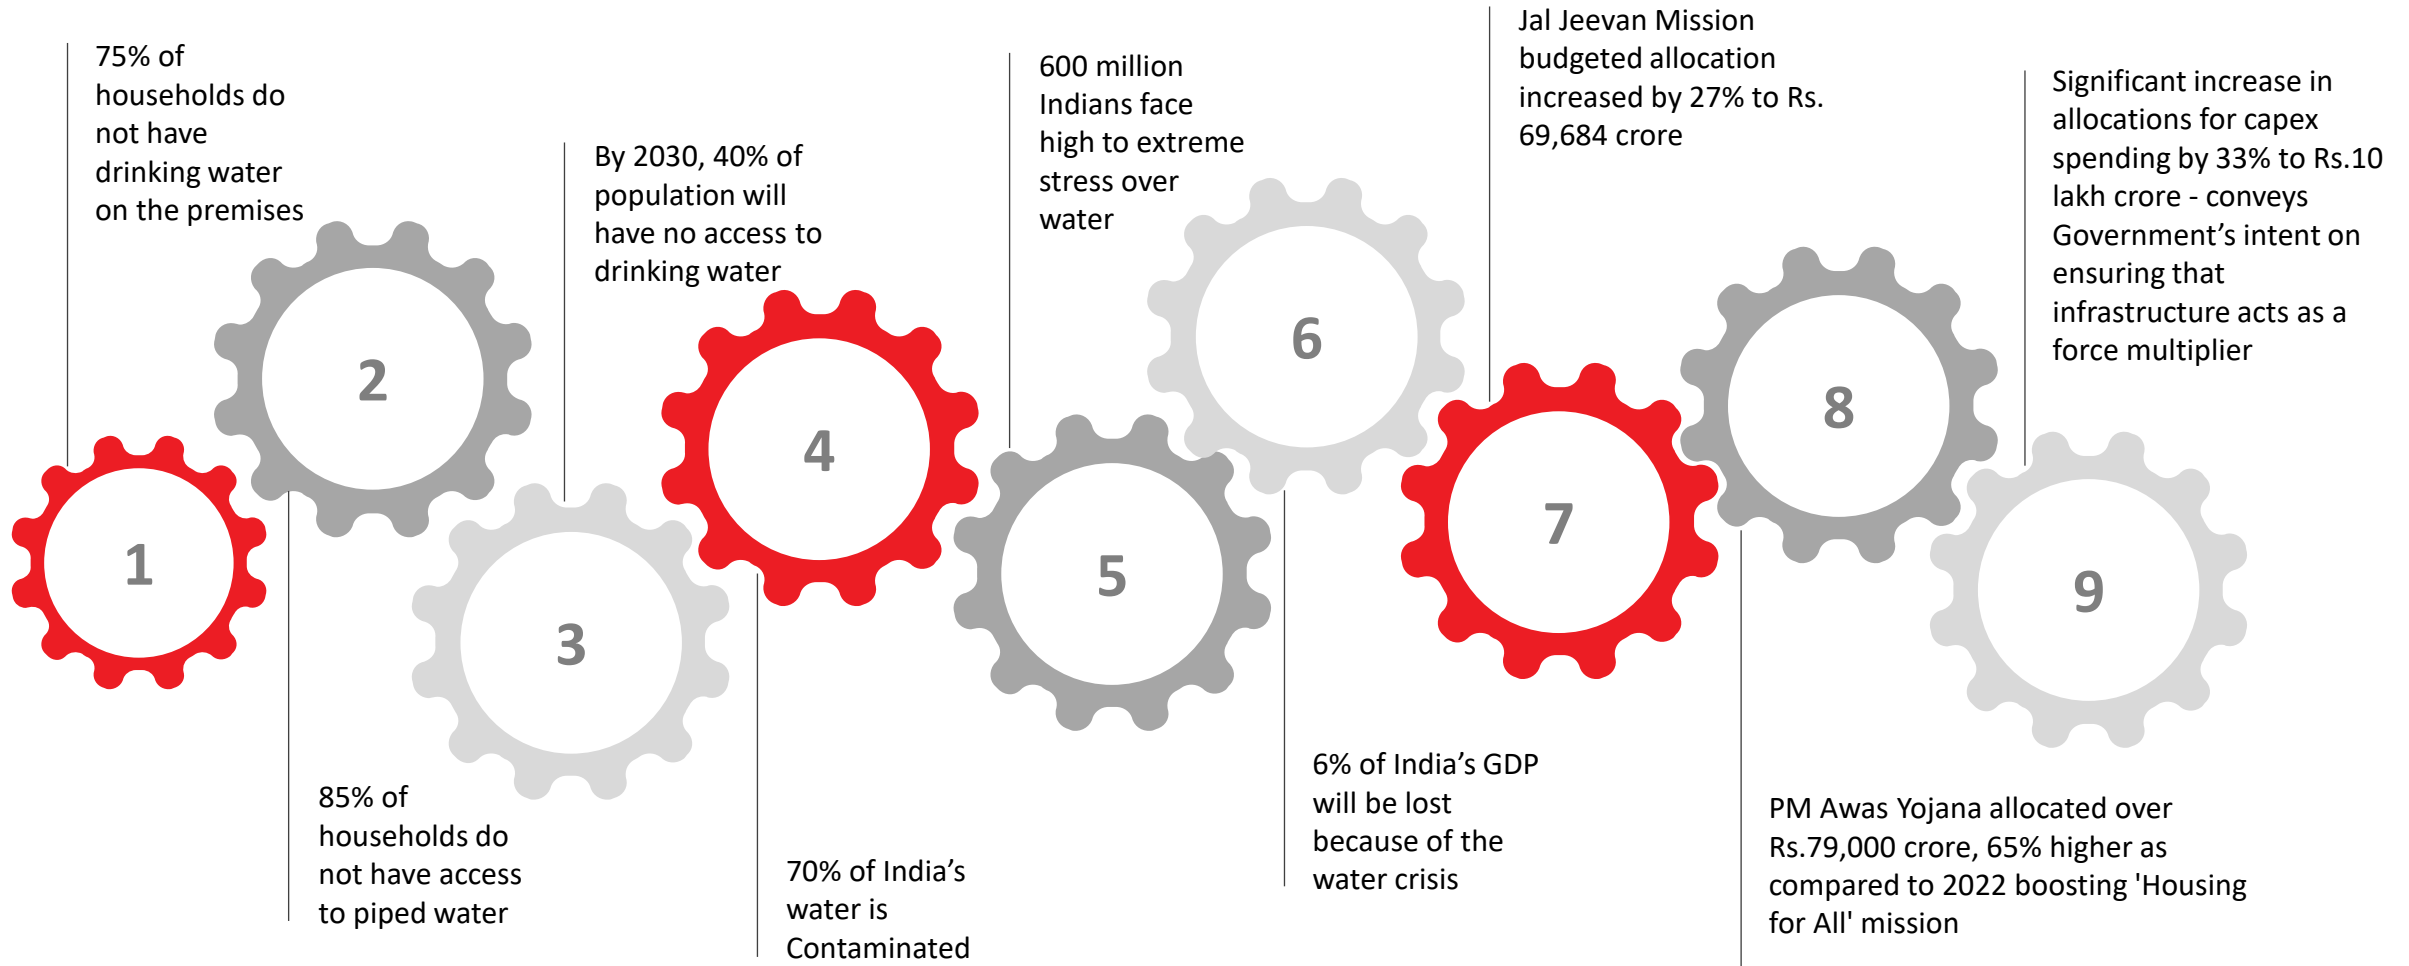 75% of
households do
not have
drinking water
on the premises
1
2
85% of
households do
not have access
to piped water
By 2030, 40% of
population will
have no access to
drinking water
3
4
70% of India’s
water is
Contaminated
600 million
Indians face
high to extreme
stress over
water
5
6
6% of India’s GDP
will be lost
because of the
water crisis
Jal Jeevan Mission
budgeted allocation
increased by 27% to Rs.
69,684 crore
7
8
PM Awas Yojana allocated over
Rs.79,000 crore, 65% higher as
compared to 2022 boosting 'Housing
for All' mission
Significant increase in
allocations for capex
spending by 33% to Rs.10
lakh crore - conveys
Government’s intent on
ensuring that
infrastructure acts as a
force multiplier
9